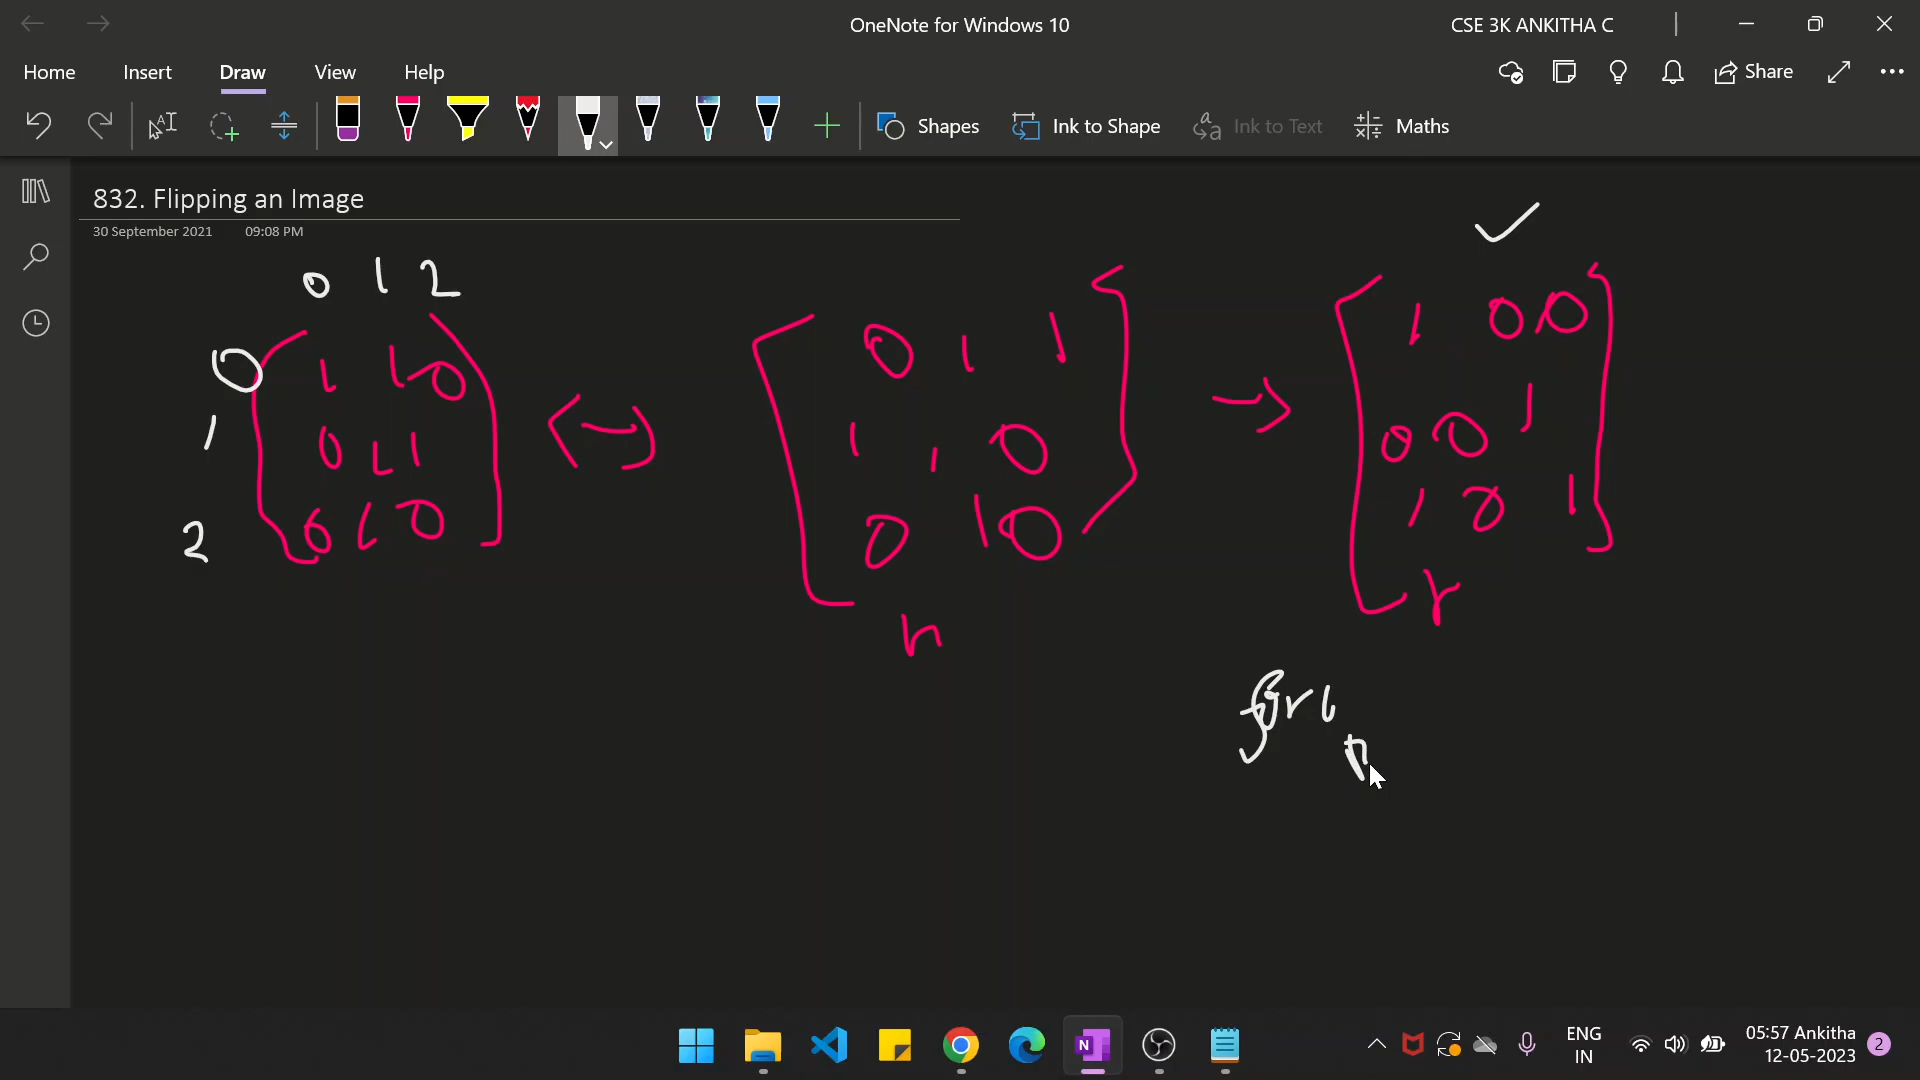 OneNote for Windows 10
CSE 3K ANKITHA C
Home Insert Draw View Help
Share
Shapes Ink to Shape Ink to Text Maths
832. Flipping an Image
30 September 2021 09:08 PM
0 1 2
0 1 1 0
1 0 1 1
2 0 1 0
0 1 1
1 1 0
0 1 0
h
1 0 0
0 0 1
1 0 1
r
ENG
IN
05:57 Ankitha
12-05-2023
2